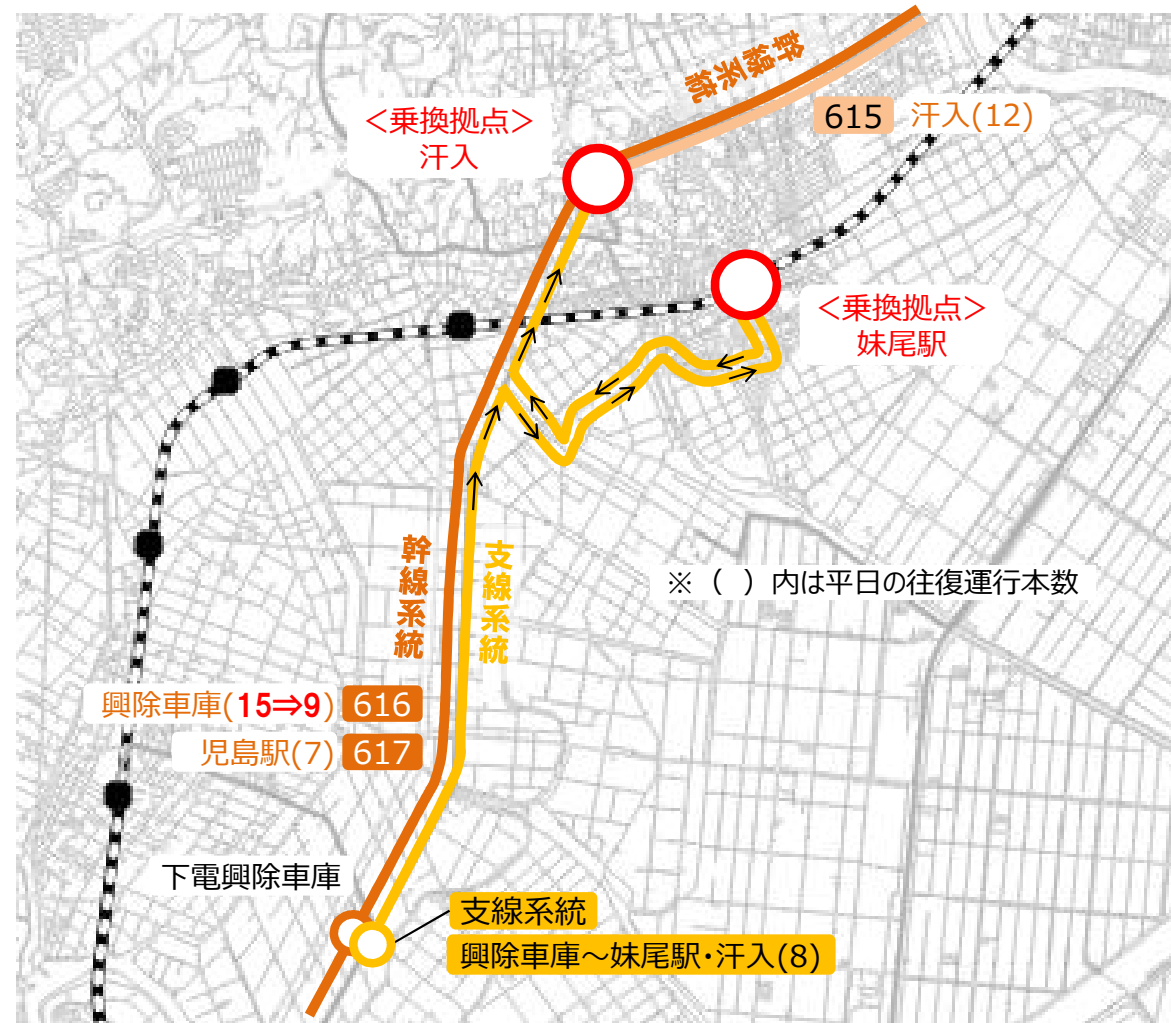 幹線系統
615 汗入(12)
<乗換拠点>
汗入
<乗換拠点>
妹尾駅
幹線系統
支線系統
※（ ）内は平日の往復運行本数
興除車庫(15⇒9) 616
児島駅(7) 617
下電興除車庫
支線系統
興除車庫～妹尾駅・汗入(8)